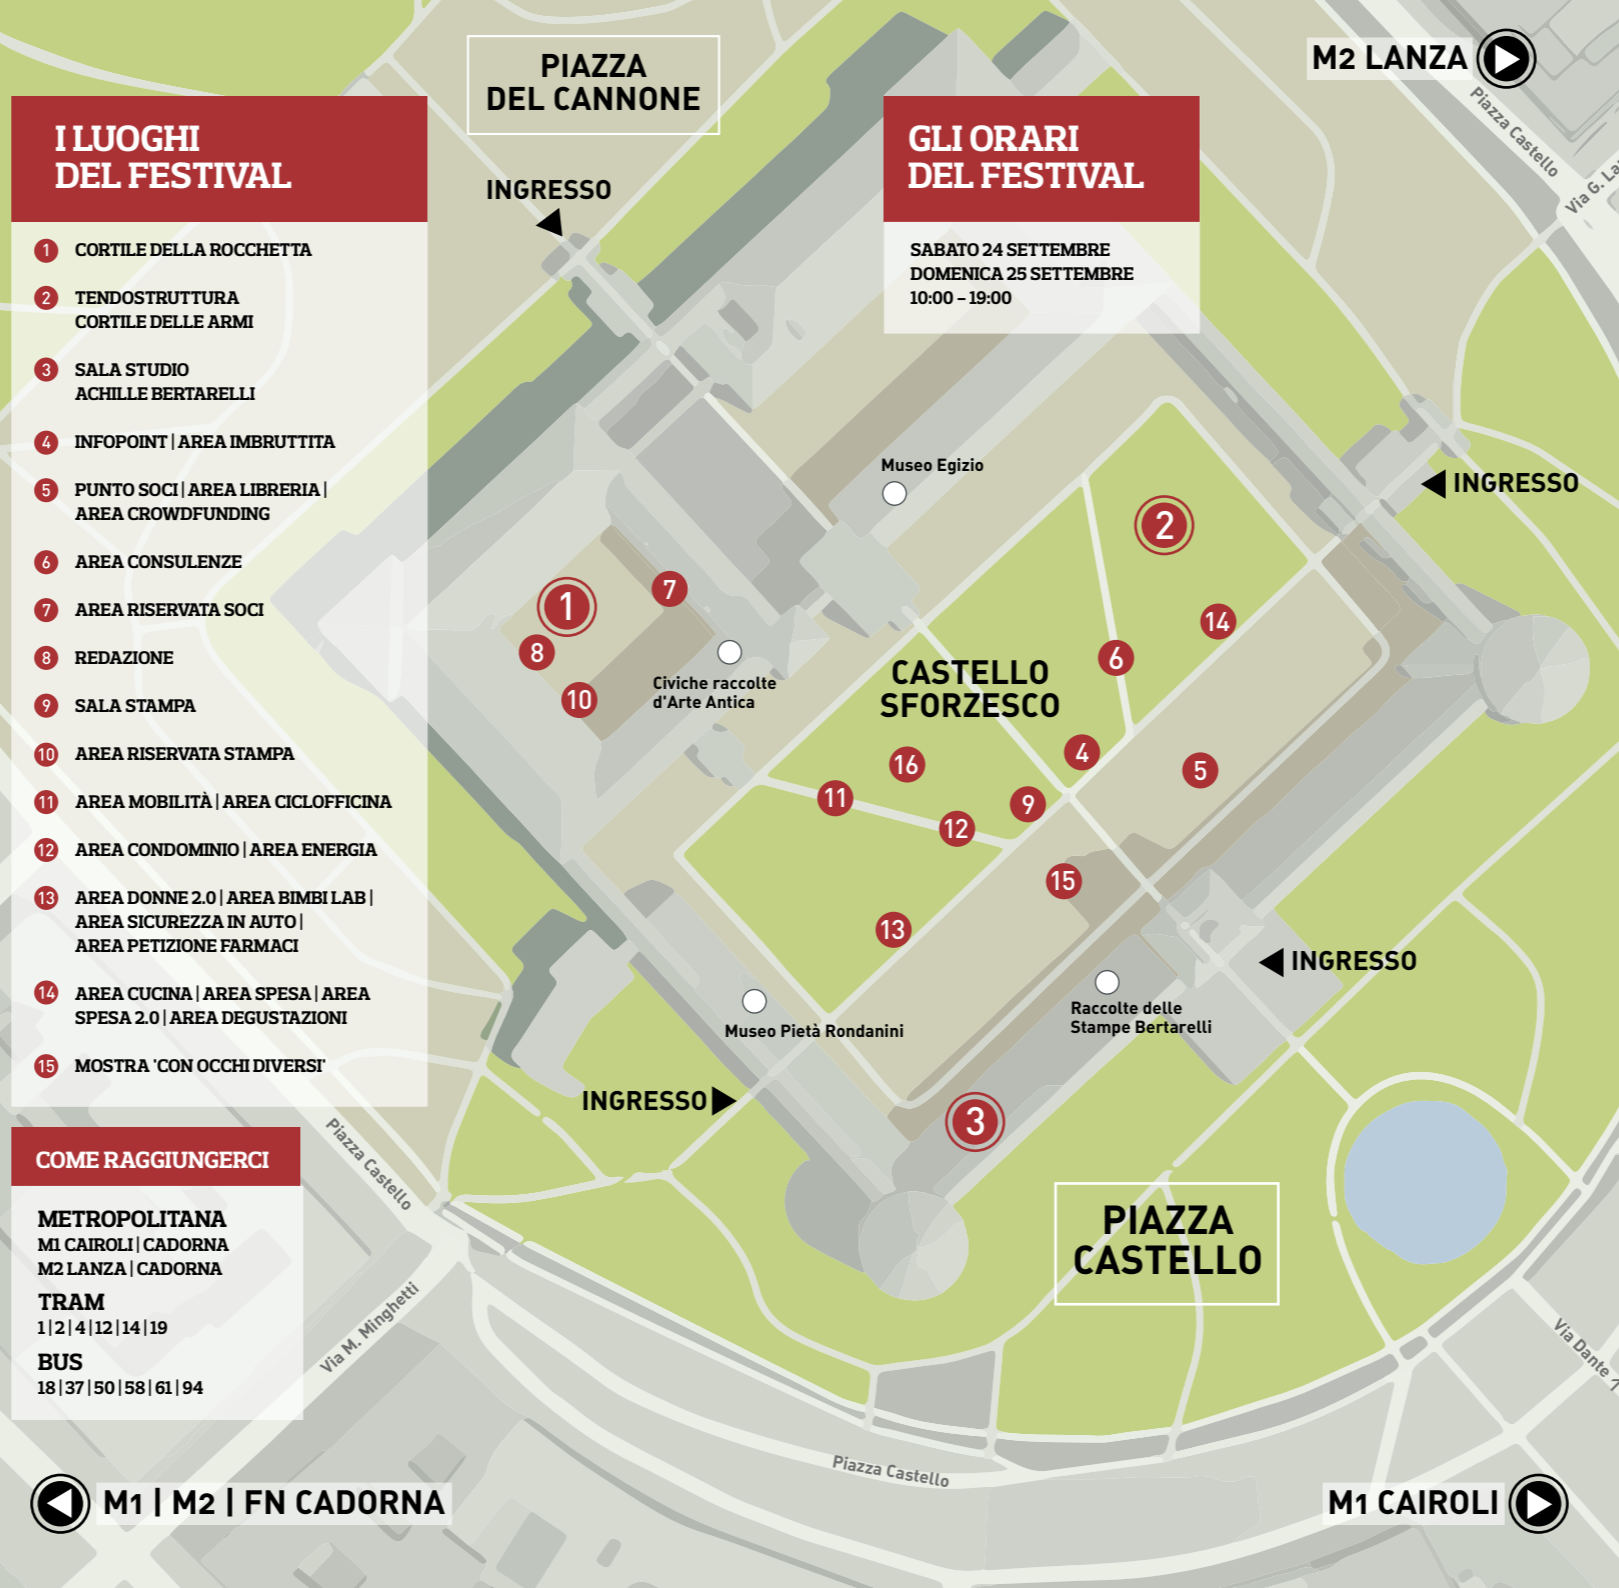 PIAZZA
DEL CANNONE
M2 LANZA
I LUOGHI
DEL FESTIVAL
1 CORTILE DELLA ROCCHETTA
2 TENDOSTRUTTURA
CORTILE DELLE ARMI
3 SALA STUDIO
ACHILLE BERTARELLI
4 INFOPOINT | AREA IMBRUTTITA
5 PUNTO SOCI | AREA LIBRERIA |
AREA CROWDFUNDING
6 AREA CONSULENZE
7 AREA RISERVATA SOCI
8 REDAZIONE
9 SALA STAMPA
10 AREA RISERVATA STAMPA
11 AREA MOBILITÀ | AREA CICLOFFICINA
12 AREA CONDOMINIO | AREA ENERGIA
13 AREA DONNE 2.0 | AREA BIMBI LAB |
AREA SICUREZZA IN AUTO |
AREA PETIZIONE FARMACI
14 AREA CUCINA | AREA SPESA | AREA
SPESA 2.0 | AREA DEGUSTAZIONI
15 MOSTRA 'CON OCCHI DIVERSI'
GLI ORARI
DEL FESTIVAL
SABATO 24 SETTEMBRE
DOMENICA 25 SETTEMBRE
10:00 – 19:00
INGRESSO
Piazza Castello
Via G.
Museo Egizio
INGRESSO
2
1
7
14
8
6
Civiche raccolte
d'Arte Antica
10
CASTELLO
SFORZESCO
4
16
5
11
9
12
15
13
INGRESSO
Raccolte delle
Stampe Bertarelli
Museo Pietà Rondanini
INGRESSO
3
PIAZZA
CASTELLO
COME RAGGIUNGERCI
METROPOLITANA
M1 CAIROLI | CADORNA
M2 LANZA | CADORNA
TRAM
1 | 2 | 4 | 12 | 14 | 19
BUS
18 | 37 | 50 | 58 | 61 | 94
Piazza Castello
Via M. Minghetti
Via Dante
Piazza Castello
M1 | M2 | FN CADORNA
M1 CAIROLI